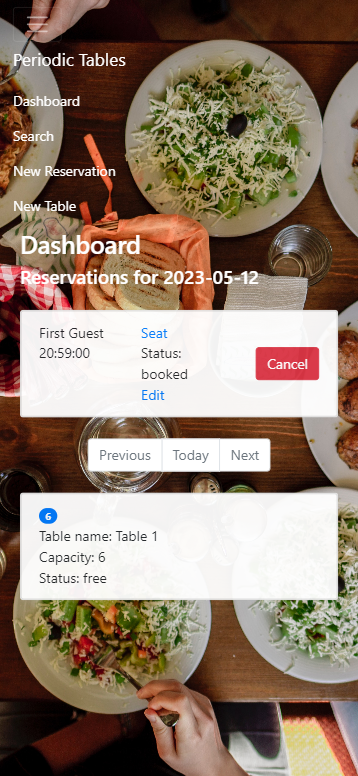 Periodic Tables
Dashboard
Search
New Reservation
New Table
Dashboard
Reservations for 2023-05-12
First Guest
20:59:00
Seat
Status:
booked
Edit
Cancel
Previous
Today
Next
6
Table name: Table 1
Capacity: 6
Status: free